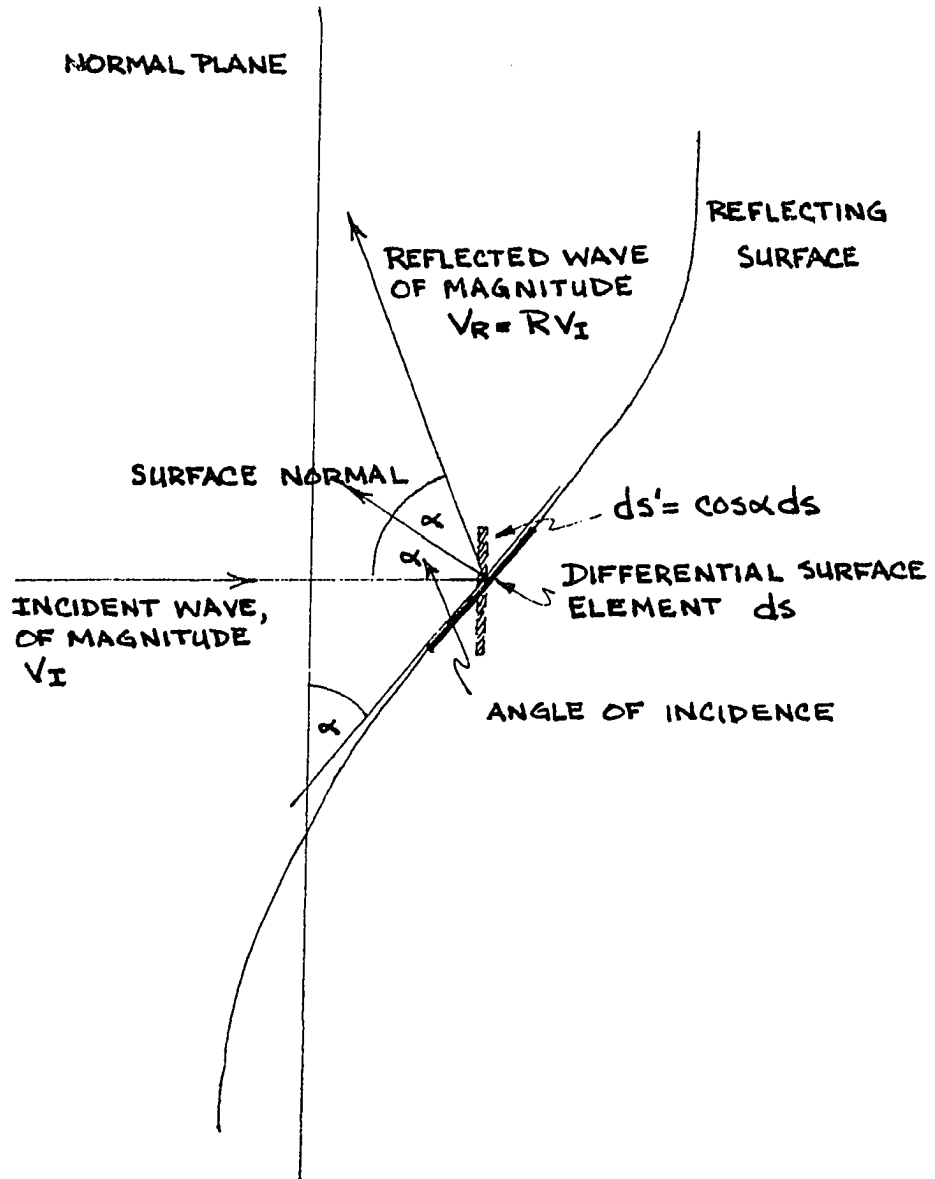 NORMAL PLANE
REFLECTING
SURFACE
REFLECTED WAVE
OF MAGNITUDE
VR = RVI
SURFACE NORMAL
α
α
ds' = cosα ds
DIFFERENTIAL SURFACE
ELEMENT ds
INCIDENT WAVE,
OF MAGNITUDE
VI
ANGLE OF INCIDENCE
α